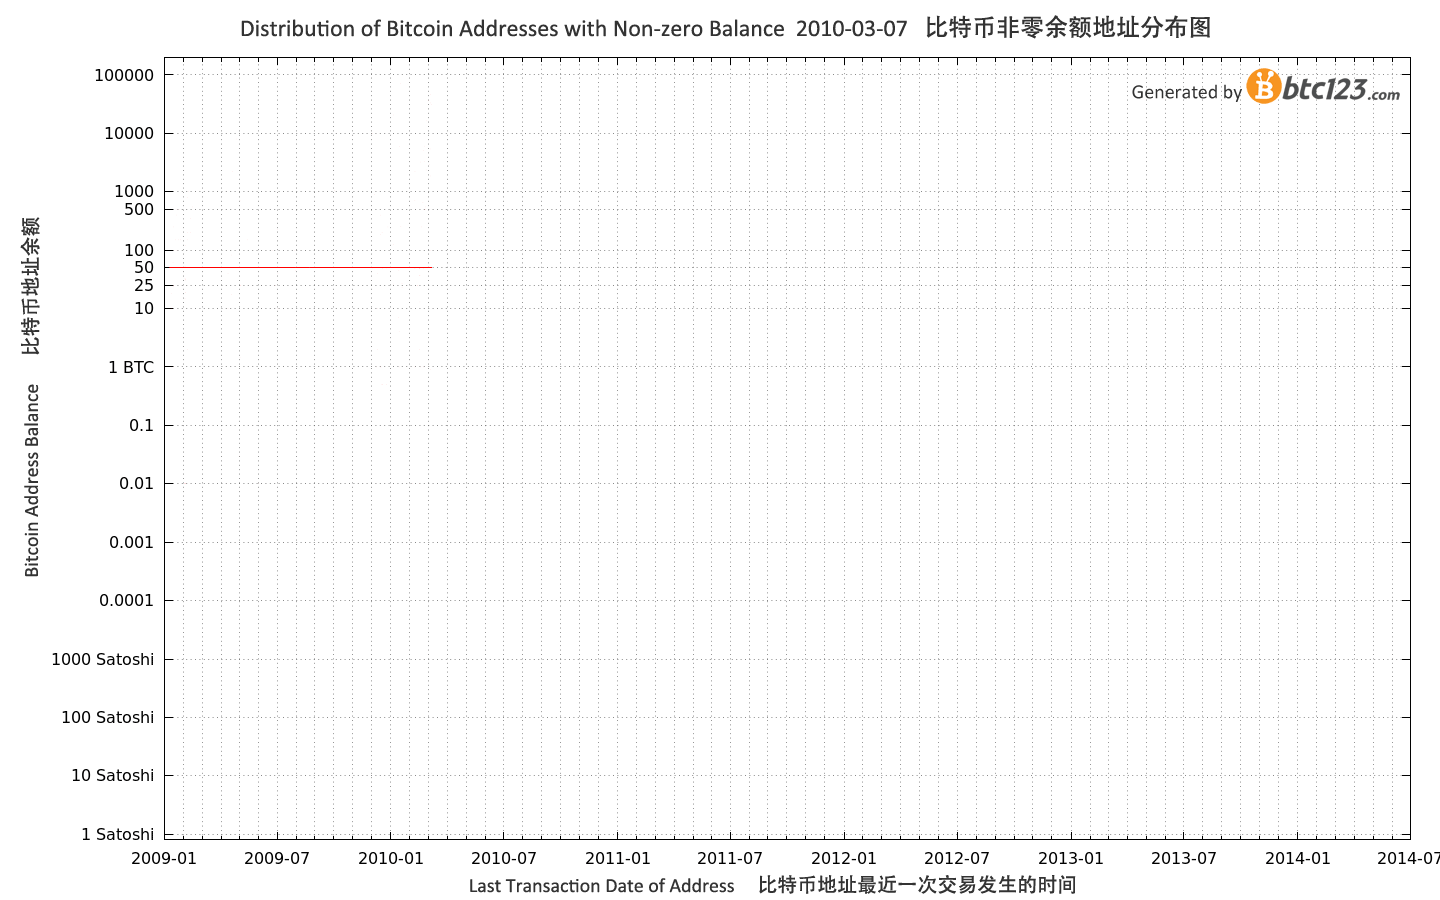 Distribution of Bitcoin Addresses with Non-zero Balance 2010-03-07 比特币非零余额地址分布图
Generated by btc123.com
100000
10000
1000
500
100
50
25
10
1 BTC
0.1
0.01
0.001
0.0001
1000 Satoshi
100 Satoshi
10 Satoshi
1 Satoshi
Bitcoin Address Balance 比特币地址余额
2009-01 2009-07 2010-01 2010-07 2011-01 2011-07 2012-01 2012-07 2013-01 2013-07 2014-01 2014-07
Last Transaction Date of Address 比特币地址最近一次交易发生的时间